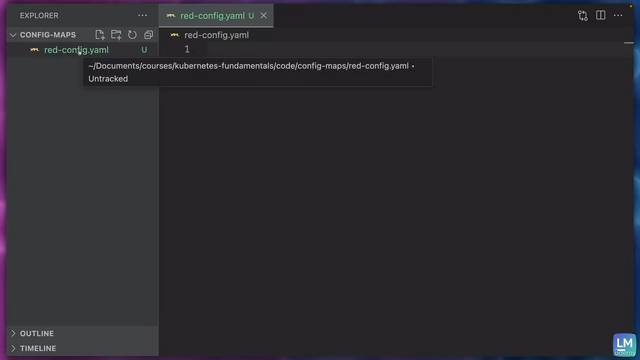 EXPLORER
CONFIG-MAPS
red-config.yaml U
red-config.yaml U
red-config.yaml
1
~/Documents/courses/kubernetes-fundamentals/code/config-maps/red-config.yaml •
Untracked
OUTLINE
TIMELINE
LM